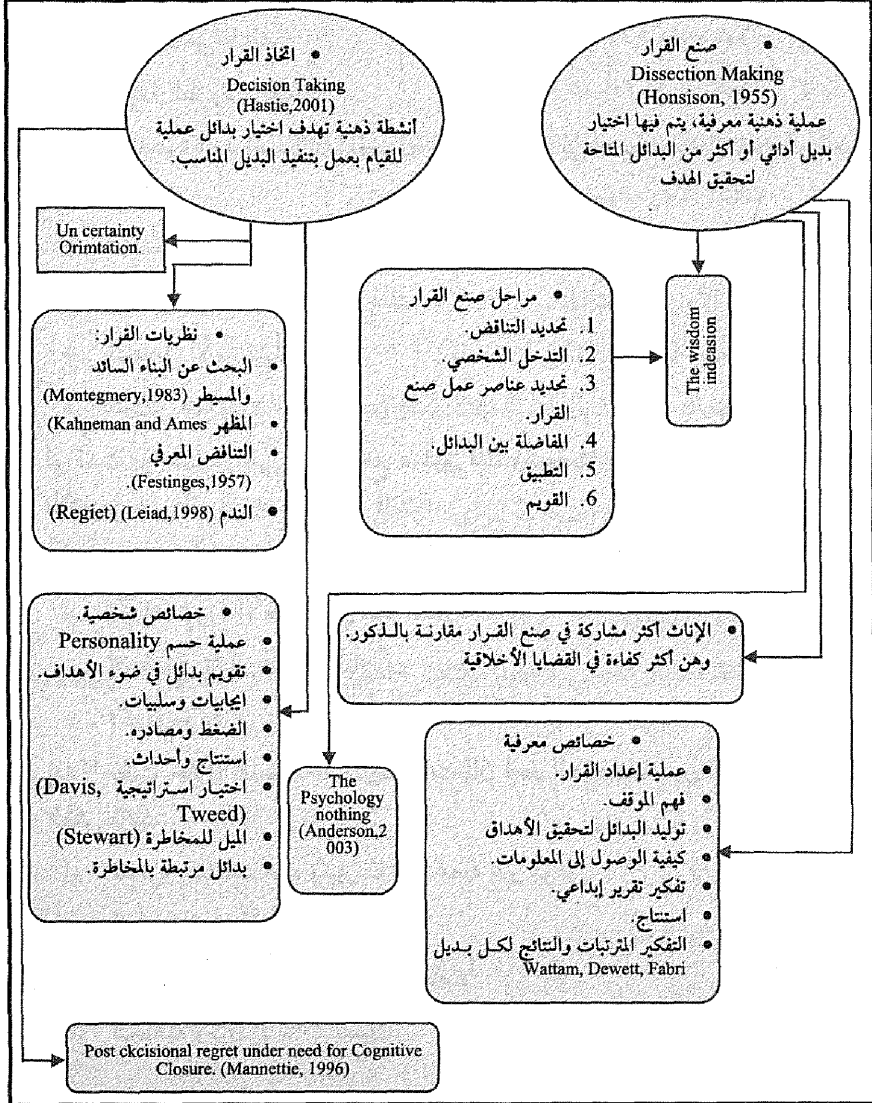 • صنع القرار
Dissection Making
(Honsison, 1955)
عملية ذهنية معرفية، يتم فيها اختيار
بديل أدائي أو أكثر من البدائل المتاحة
لتحقيق الهدف
• اتخاذ القرار
Decision Taking
(Hastie,2001)
أنشطة ذهنية تهدف اختيار بدائل عملية
للقيام بعمل بتنفيذ البديل المناسب.
Un certainty
Orimtation.
• مراحل صنع القرار
1. تحديد التناقض.
2. التدخل الشخصي.
3. تحديد عناصر عمل صنع
القرار.
4. المفاضلة بين البدائل.
5. التطبيق
6. القويم
The wisdom
indeasion
• نظريات القرار:
• البحث عن البناء السائد
والمسيطر (Montegmery,1983)
• المظهر Kahneman and Ames)
• التنافض المعرفي
(Festinges,1957).
• الندم (Leiad,1998) (Regiet)
• الإناث أكثر مشاركة في صنع القرار مقارنة بالذكور.
وهن أكثر كفاءة في القضايا الأخلاقية
• خصائص شخصية.
• عملية حسم Personality
• تقويم بدائل في ضوء الأهداف.
• ايجابيات وسلبيات.
• الضغط ومصادره.
• استنتاج وأحداث.
• اختيار استراتيجية (Davis,
Tweed)
• الميل للمخاطرة (Stewart)
• بدائل مرتبطة بالمخاطرة.
The
Psychology
nothing
(Anderson,2
003)
• خصائص معرفية
• عملية إعداد القرار.
• فهم الموقف.
• توليد البدائل لتحقيق الأهداق
• كيفية الوصول إلى المعلومات.
• تفكير تقرير إبداعي.
• استنتاج.
• التفكير المترتبات والنتائج لكل بديل
Wattam, Dewett, Fabri
Post ckcisional regret under need for Cognitive
Closure. (Mannettie, 1996)